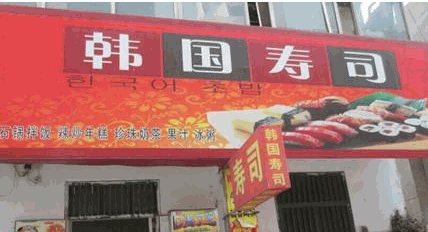 韩国寿司
한국어 초밥
石锅拌饭 辣炒年糕 珍珠奶茶 果汁 冰粥
寿司
韩国寿司